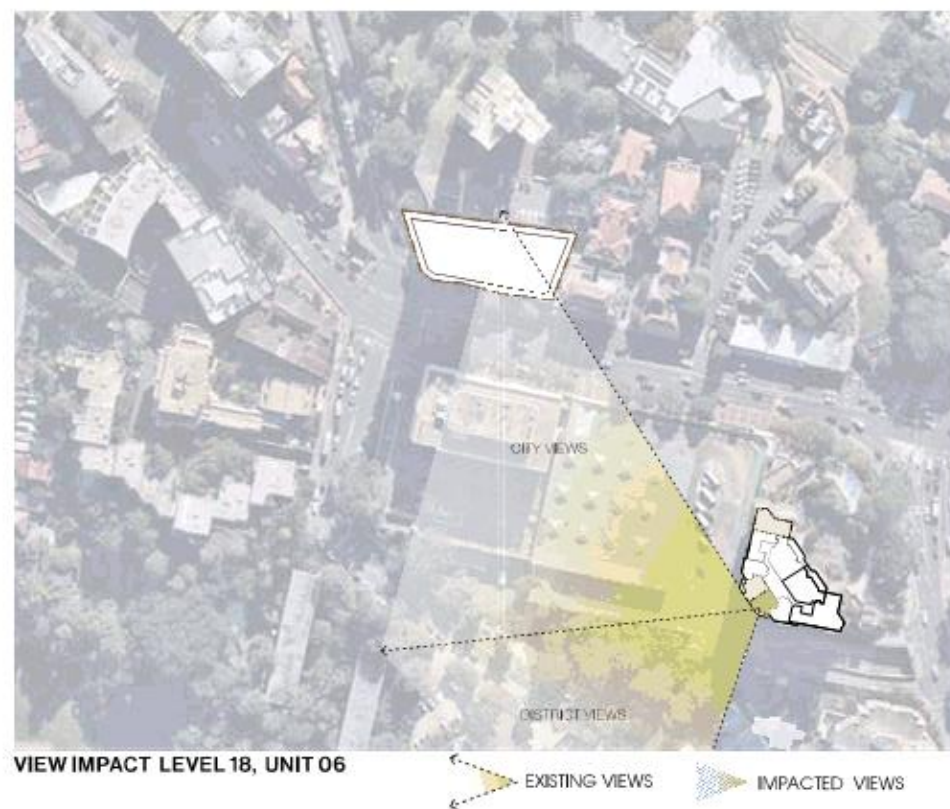 CITY VIEWS
DISTRICT VIEWS
VIEW IMPACT LEVEL 18, UNIT 06
EXISTING VIEWS
IMPACTED VIEWS